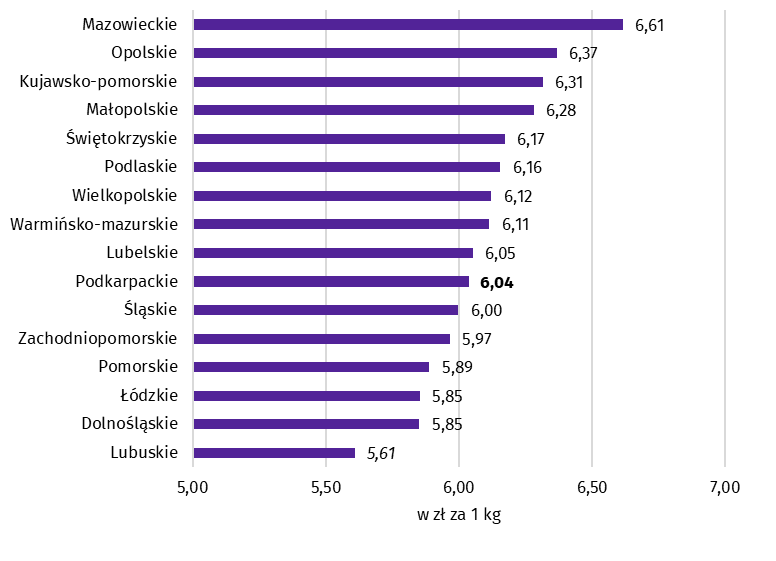 Mazowieckie 6,61
Opolskie 6,37
Kujawsko-pomorskie 6,31
Małopolskie 6,28
Świętokrzyskie 6,17
Podlaskie 6,16
Wielkopolskie 6,12
Warmińsko-mazurskie 6,11
Lubelskie 6,05
Podkarpackie 6,04
Śląskie 6,00
Zachodniopomorskie 5,97
Pomorskie 5,89
Łódzkie 5,85
Dolnośląskie 5,85
Lubuskie 5,61
5,00 5,50 6,00 6,50 7,00
w zł za 1 kg